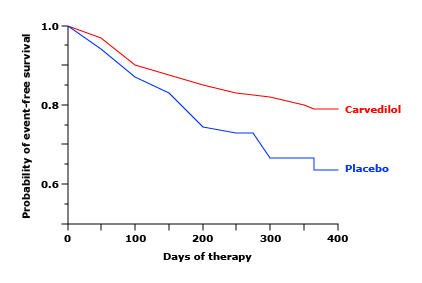 Probability of event-free survival
1.0
0.8
0.6
Carvedilol
Placebo
0 100 200 300 400
Days of therapy